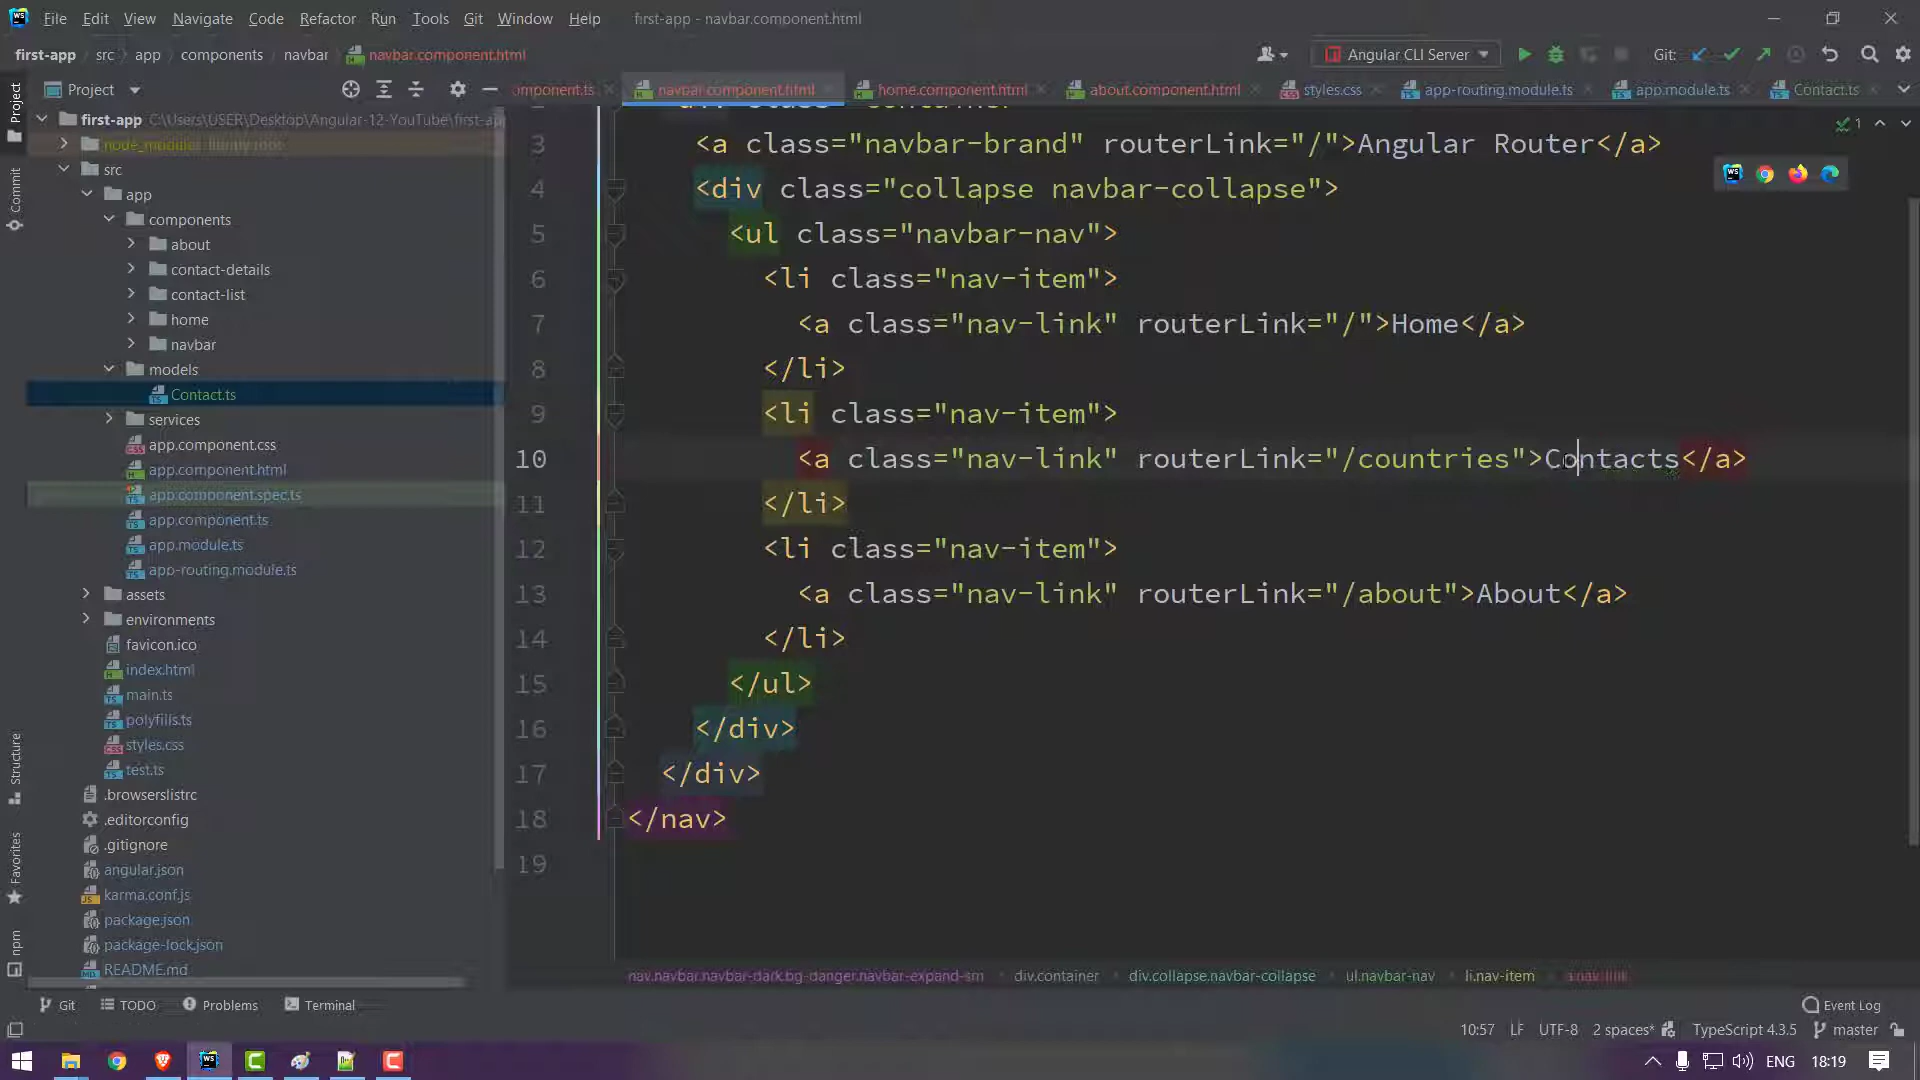 File Edit View Navigate Code Refactor Run Tools Git Window Help first-app - navbar.component.html
first-app src app components navbar navbar.component.html Angular CLI Server Git:
Project omponent.ts navbar.component.html home.component.html about.component.html styles.css app-routing.module.ts app.module.ts Contact.ts
first-app C:\Users\USER\Desktop\Angular-12-YouTube\first-app
src
app
components
about
contact-details
contact-list
home
navbar
models
Contact.ts
services
app.component.css
app.component.html
app.component.spec.ts
app.component.ts
app.module.ts
app-routing.module.ts
assets
environments
favicon.ico
index.html
main.ts
polyfills.ts
styles.css
test.ts
.browserslistrc
.editorconfig
.gitignore
angular.json
karma.conf.js
package.json
package-lock.json
README.md
Project
Commit
Structure
Favorites
npm
1
3 <a class="navbar-brand" routerLink="/">Angular Router</a>
4 <div class="collapse navbar-collapse">
5 <ul class="navbar-nav">
6 <li class="nav-item">
7 <a class="nav-link" routerLink="/">Home</a>
8 </li>
9 <li class="nav-item">
10 <a class="nav-link" routerLink="/countries">Contacts</a>
11 </li>
12 <li class="nav-item">
13 <a class="nav-link" routerLink="/about">About</a>
14 </li>
15 </ul>
16 </div>
17 </div>
18 </nav>
19
nav.navbar.navbar-dark.bg-danger.navbar-expand-sm div.container div.collapse.navbar-collapse ul.navbar-nav li.nav-item a.nav-link
Git TODO Problems Terminal Event Log
10:57 LF UTF-8 2 spaces* TypeScript 4.3.5 master
ENG 18:19